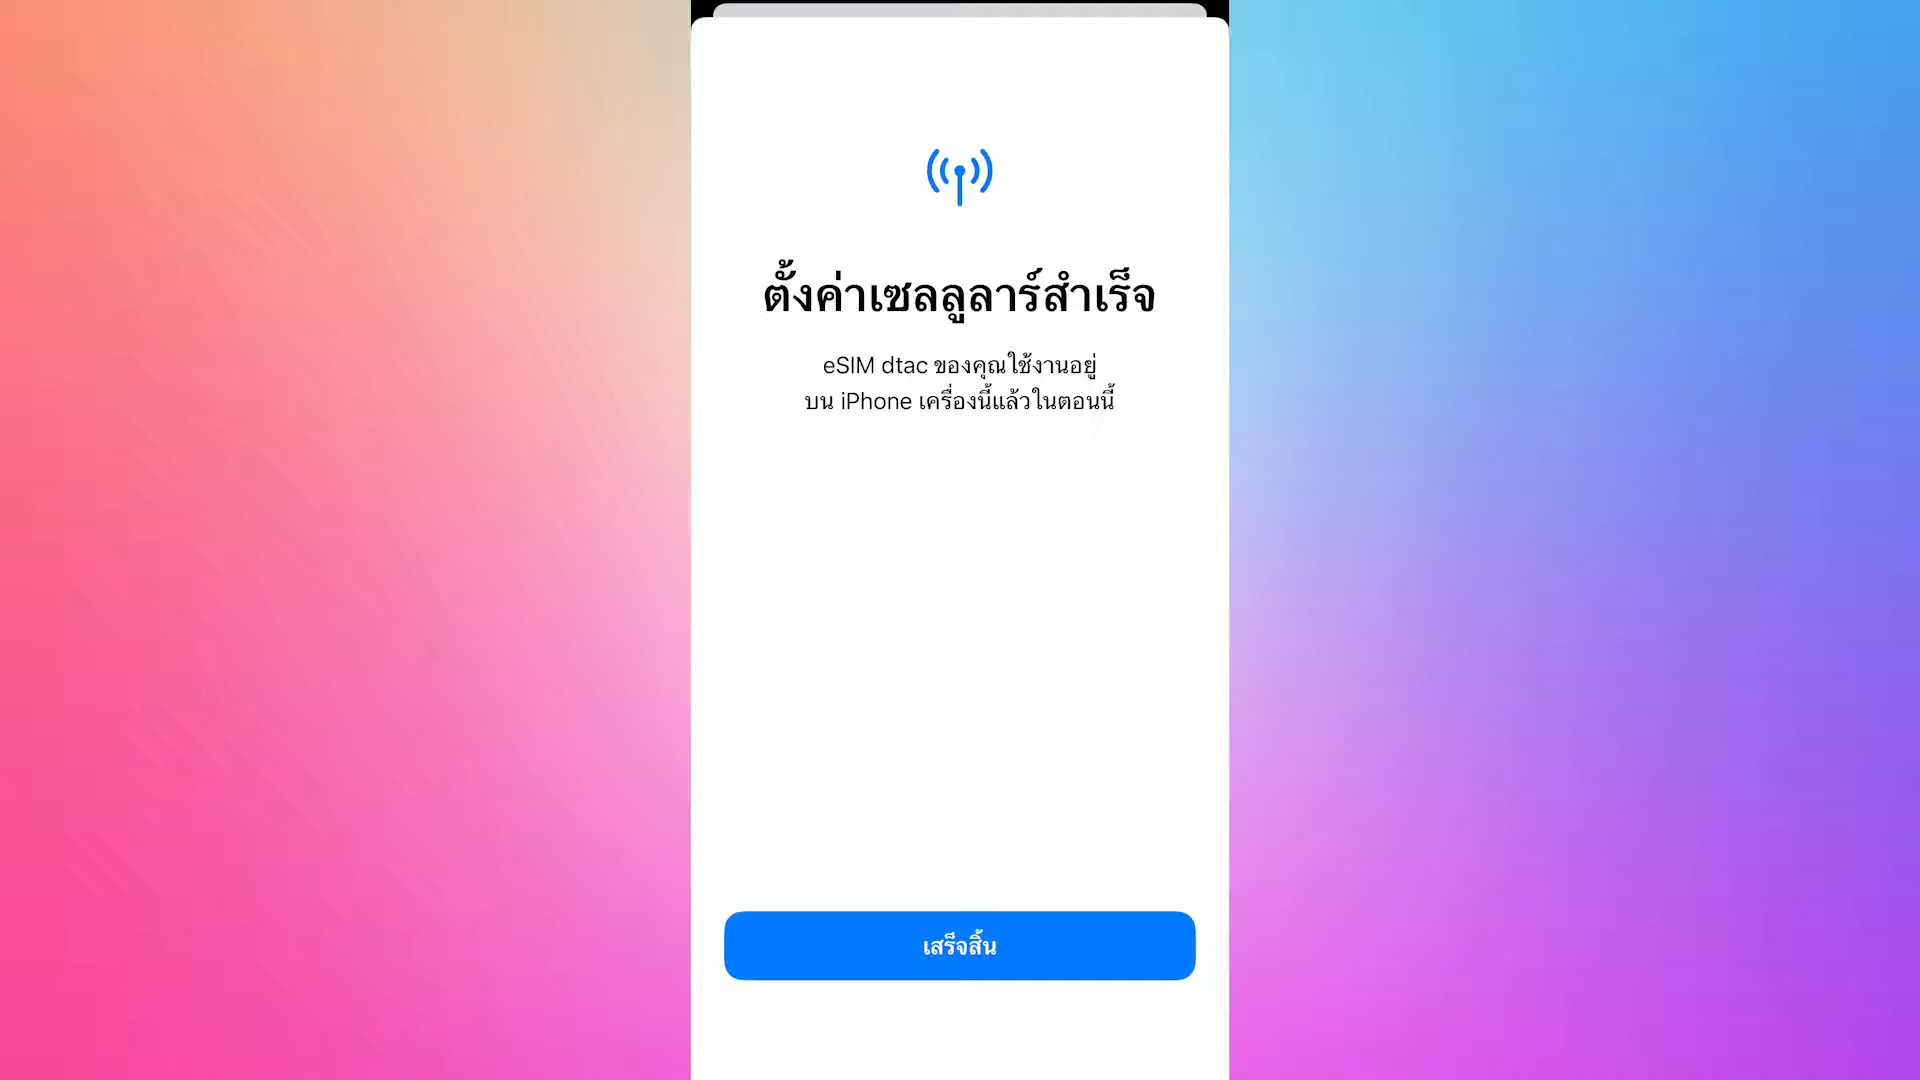 ตั้งค่าเซลลูลาร์สำเร็จ
eSIM dtac ของคุณใช้งานอยู่
บน iPhone เครื่องนี้แล้วในตอนนี้
เสร็จสิ้น